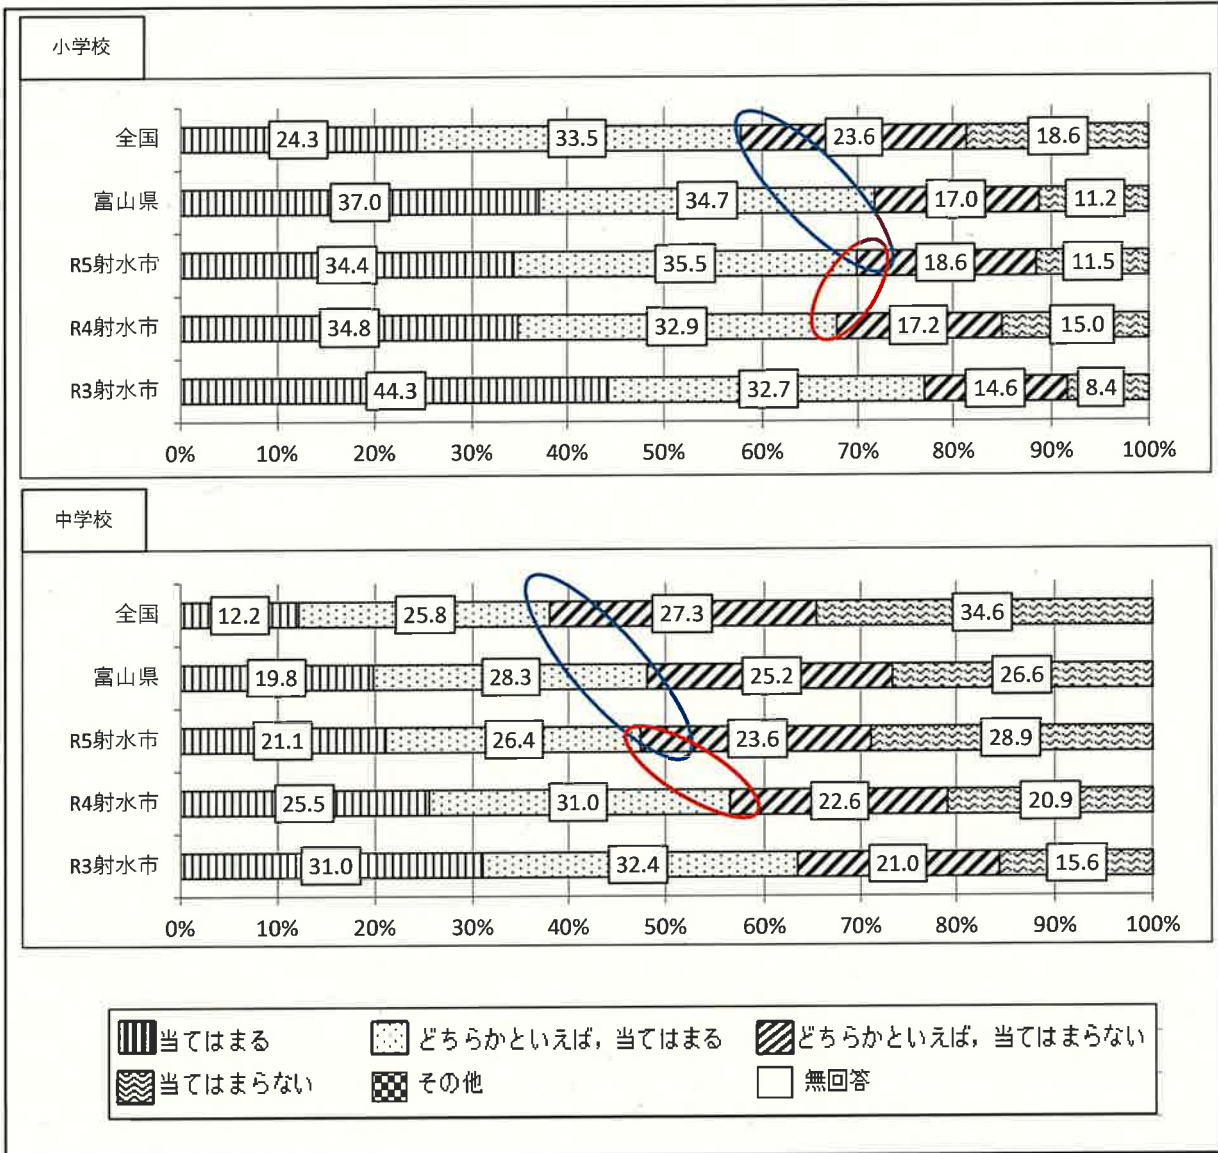 小学校
全国 24.3 33.5 23.6 18.6
富山県 37.0 34.7 17.0 11.2
R5射水市 34.4 35.5 18.6 11.5
R4射水市 34.8 32.9 17.2 15.0
R3射水市 44.3 32.7 14.6 8.4
0% 10% 20% 30% 40% 50% 60% 70% 80% 90% 100%
中学校
全国 12.2 25.8 27.3 34.6
富山県 19.8 28.3 25.2 26.6
R5射水市 21.1 26.4 23.6 28.9
R4射水市 25.5 31.0 22.6 20.9
R3射水市 31.0 32.4 21.0 15.6
0% 10% 20% 30% 40% 50% 60% 70% 80% 90% 100%
当てはまる どちらかといえば，当てはまる どちらかといえば，当てはまらない
当てはまらない その他 無回答